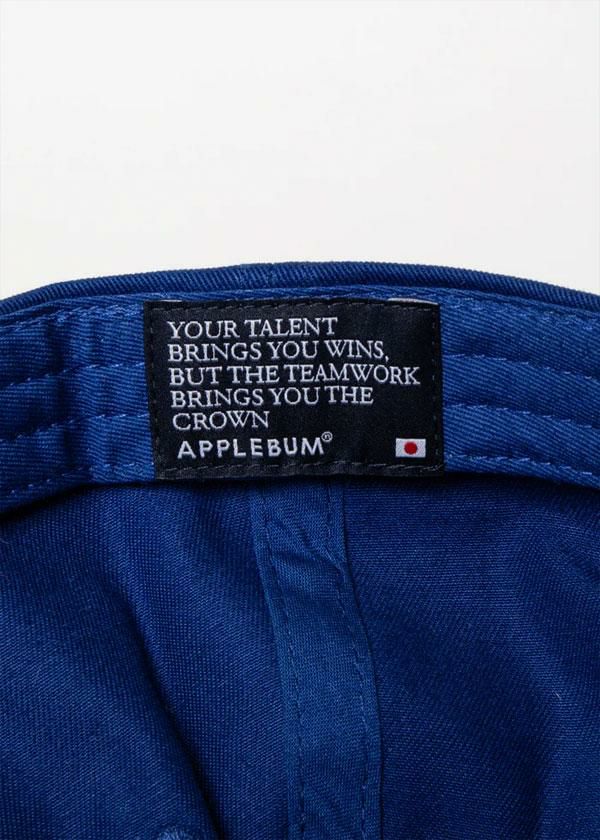 YOUR TALENT
BRINGS YOU WINS,
BUT THE TEAMWORK
BRINGS YOU THE
CROWN
APPLEBUM®